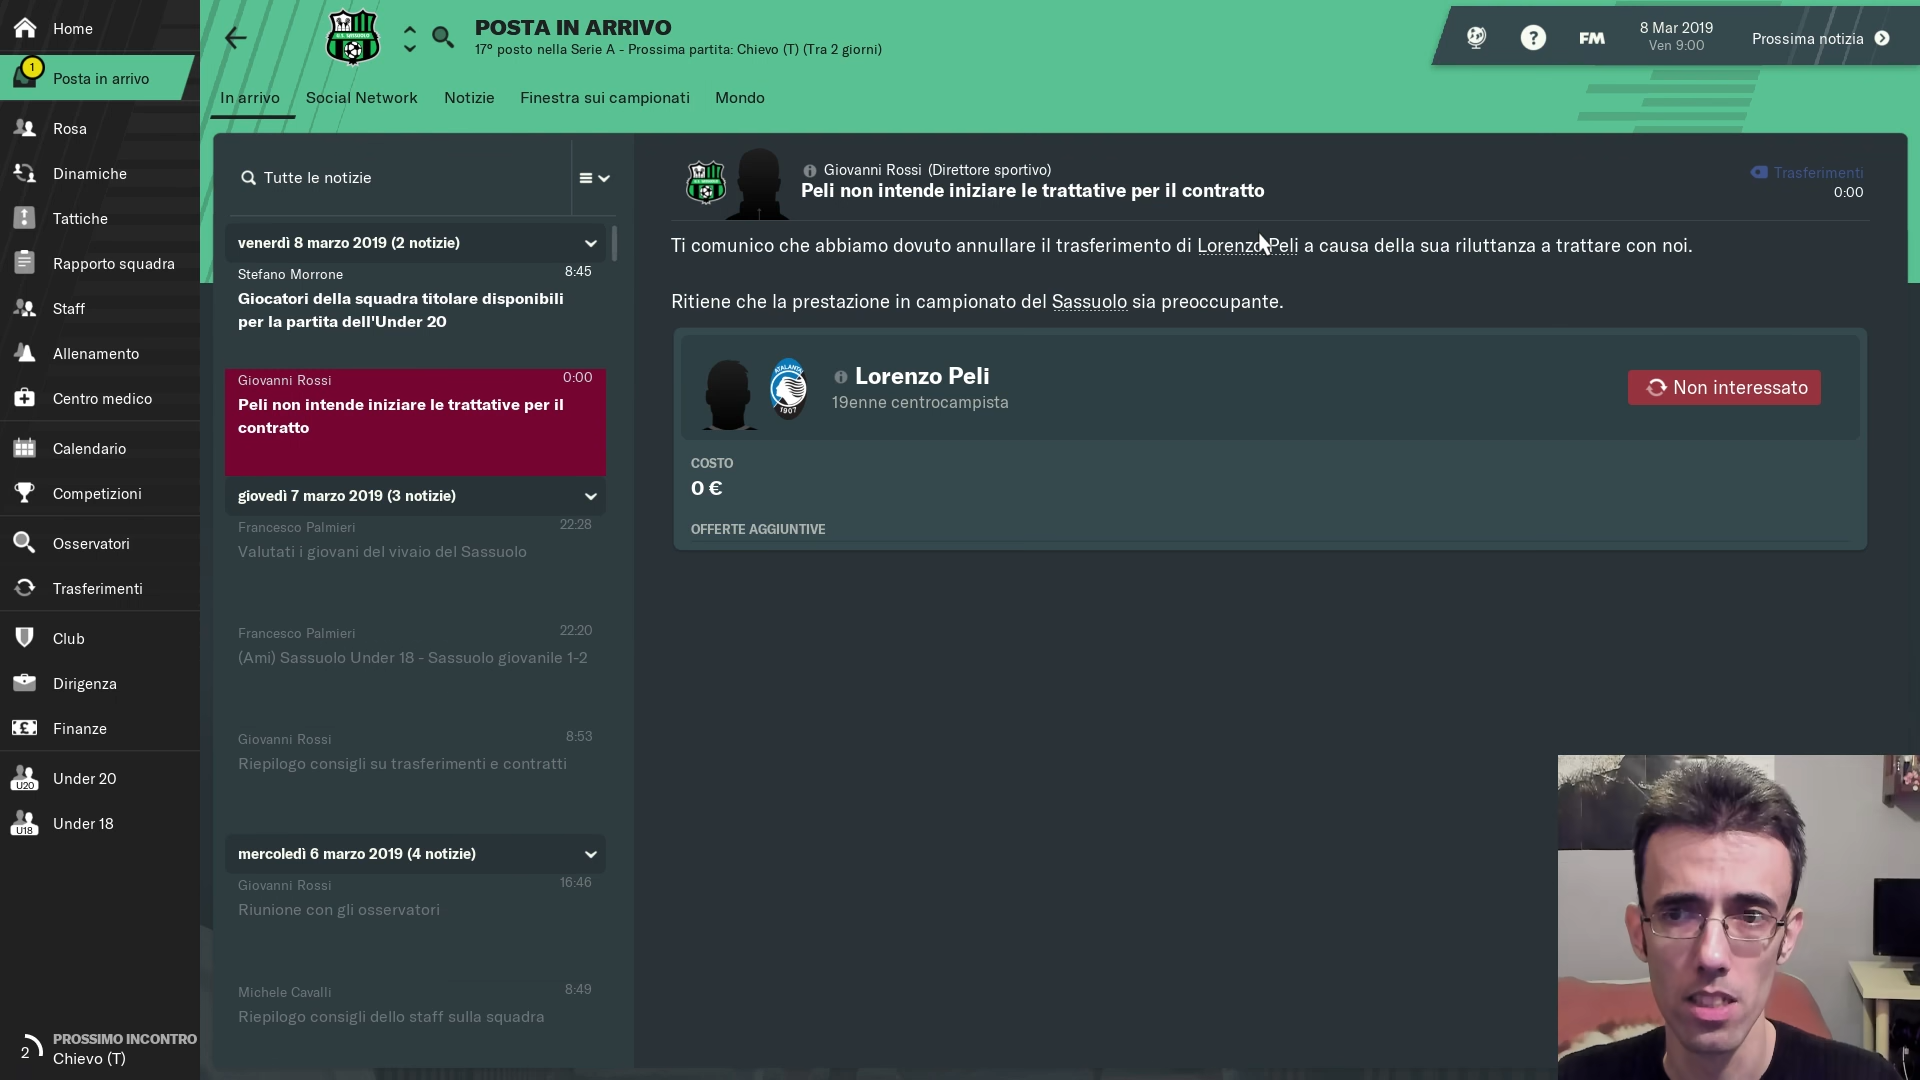 Home
1
Posta in arrivo
Rosa
Dinamiche
Tattiche
Rapporto squadra
Staff
Allenamento
Centro medico
Calendario
Competizioni
Osservatori
Trasferimenti
Club
Dirigenza
Finanze
U20
Under 20
U18
Under 18
2
PROSSIMO INCONTRO
Chievo (T)
POSTA IN ARRIVO
17° posto nella Serie A - Prossima partita: Chievo (T) (Tra 2 giorni)
?
FM
8 Mar 2019
Ven 9:00
Prossima notizia
In arrivo
Social Network
Notizie
Finestra sui campionati
Mondo
Tutte le notizie
venerdì 8 marzo 2019 (2 notizie)
Stefano Morrone
8:45
Giocatori della squadra titolare disponibili
per la partita dell'Under 20
Giovanni Rossi
0:00
Peli non intende iniziare le trattative per il
contratto
giovedì 7 marzo 2019 (3 notizie)
Francesco Palmieri
22:28
Valutati i giovani del vivaio del Sassuolo
Francesco Palmieri
22:20
(Ami) Sassuolo Under 18 - Sassuolo giovanile 1-2
Giovanni Rossi
8:53
Riepilogo consigli su trasferimenti e contratti
mercoledì 6 marzo 2019 (4 notizie)
Giovanni Rossi
16:46
Riunione con gli osservatori
Michele Cavalli
8:49
Riepilogo consigli dello staff sulla squadra
Giovanni Rossi (Direttore sportivo)
Peli non intende iniziare le trattative per il contratto
Trasferimenti
0:00
Ti comunico che abbiamo dovuto annullare il trasferimento di Lorenzo Peli a causa della sua riluttanza a trattare con noi.
Ritiene che la prestazione in campionato del Sassuolo sia preoccupante.
ATALANTA
1907
Lorenzo Peli
19enne centrocampista
Non interessato
COSTO
0 €
OFFERTE AGGIUNTIVE